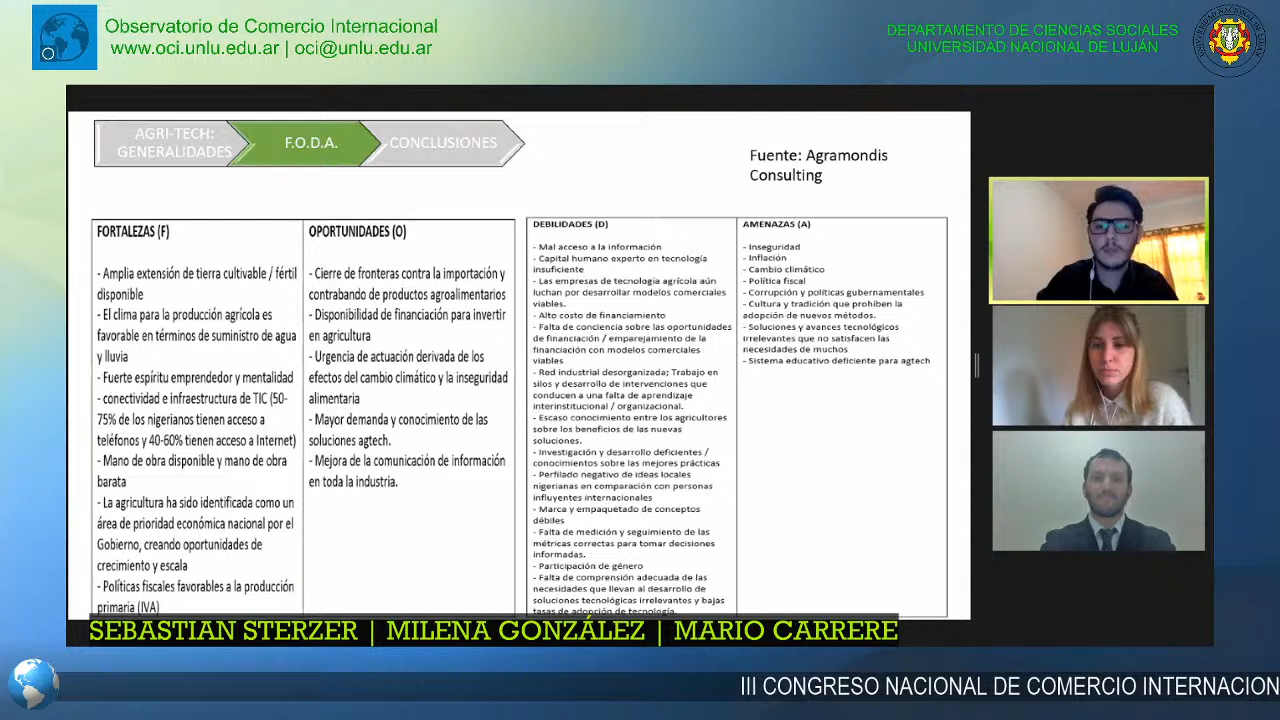 Observatorio de Comercio Internacional
www.oci.unlu.edu.ar | oci@unlu.edu.ar
DEPARTAMENTO DE CIENCIAS SOCIALES
UNIVERSIDAD NACIONAL DE LUJÁN
AGRI-TECH:
GENERALIDADES
F.O.D.A.
CONCLUSIONES
Fuente: Agramondis
Consulting
FORTALEZAS (F)
- Amplia extensión de tierra cultivable / fértil
disponible
- El clima para la producción agrícola es
favorable en términos de suministro de agua
y lluvia
- Fuerte espíritu emprendedor y mentalidad
- conectividad e infraestructura de TIC (50-
75% de los nigerianos tienen acceso a
teléfonos y 40-60% tienen acceso a Internet)
- Mano de obra disponible y mano de obra
barata
- La agricultura ha sido identificada como un
área de prioridad económica nacional por el
Gobierno, creando oportunidades de
crecimiento y escala
- Políticas fiscales favorables a la producción
primaria (IVA)
OPORTUNIDADES (O)
- Cierre de fronteras contra la importación y
contrabando de productos agroalimentarios
- Disponibilidad de financiación para invertir
en agricultura
- Urgencia de actuación derivada de los
efectos del cambio climático y la inseguridad
alimentaria
- Mayor demanda y conocimiento de las
soluciones agtech.
- Mejora de la comunicación de información
en toda la industria.
DEBILIDADES (D)
- Mal acceso a la información
- Capital humano experto en tecnología
insuficiente
- Las empresas de tecnología agrícola aún
luchan por desarrollar modelos comerciales
viables.
- Alto costo de financiamiento
- Falta de conciencia sobre las oportunidades
de financiación / emparejamiento de la
financiación con modelos comerciales
viables
- Red industrial desorganizada; Trabajo en
silos y desarrollo de intervenciones que
conducen a una falta de aprendizaje
interinstitucional / organizacional.
- Escaso conocimiento entre los agricultores
sobre los beneficios de las nuevas
soluciones.
- Investigación y desarrollo deficientes /
conocimientos sobre las mejores prácticas
- Perfilado negativo de ideas locales
nigerianas en comparación con personas
influyentes internacionales
- Marca y empaquetado de conceptos
débiles
- Falta de medición y seguimiento de las
métricas correctas para tomar decisiones
informadas.
- Participación de género
- Falta de comprensión adecuada de las
necesidades que llevan al desarrollo de
soluciones tecnológicas irrelevantes y bajas
tasas de adopción de tecnología.
AMENAZAS (A)
- Inseguridad
- Inflación
- Cambio climático
- Política fiscal
- Corrupción y políticas gubernamentales
- Cultura y tradición que prohíben la
adopción de nuevos métodos.
- Soluciones y avances tecnológicos
irrelevantes que no satisfacen las
necesidades de muchos
- Sistema educativo deficiente para agtech
SEBASTIAN STERZER | MILENA GONZÁLEZ | MARIO CARRERE
III CONGRESO NACIONAL DE COMERCIO INTERNACION